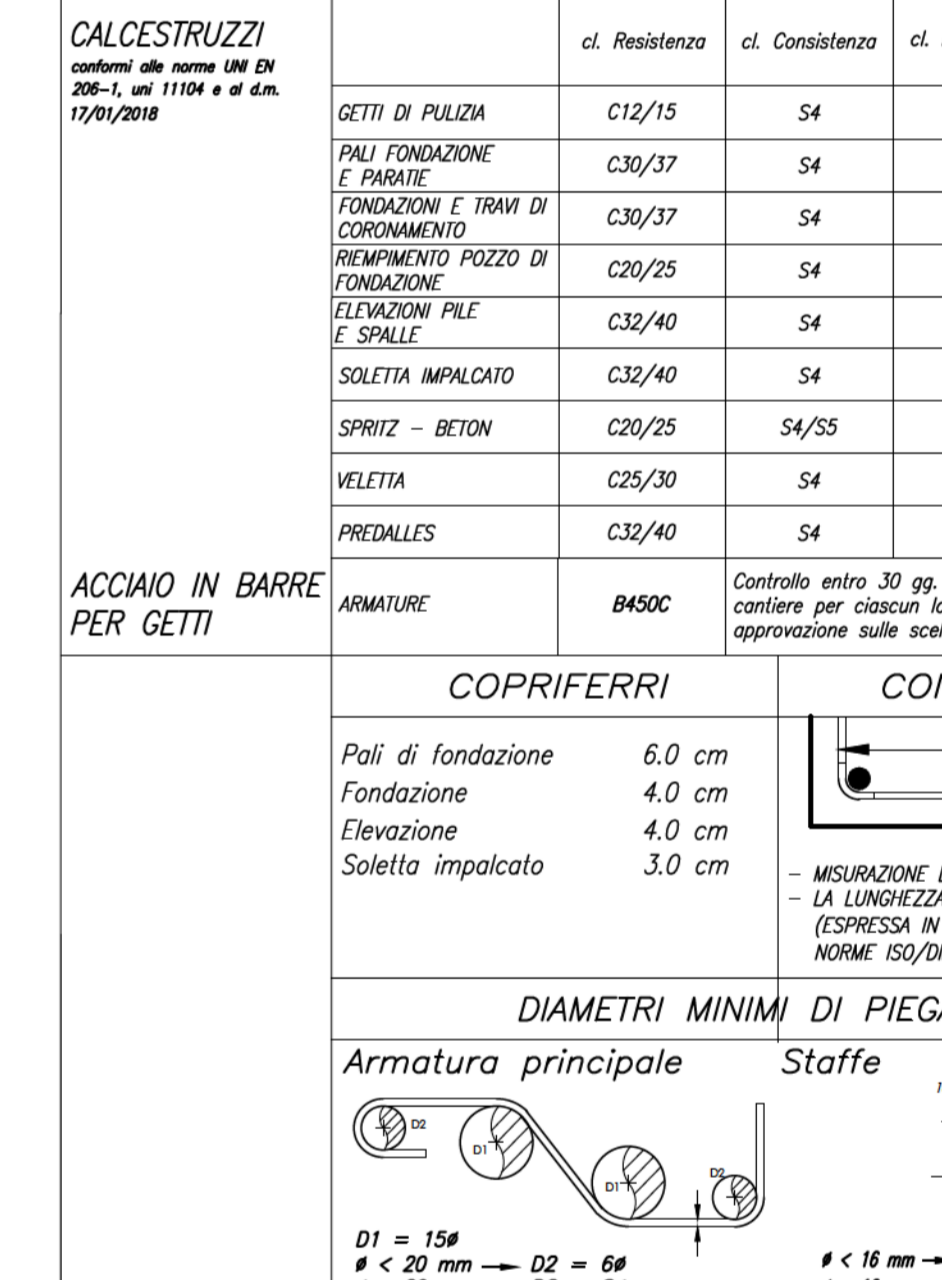 CALCESTRUZZI
conformi alle norme UNI EN
206-1, uni 11104 e al d.m.
17/01/2018
cl. Resistenza cl. Consistenza cl.
GETTI DI PULIZIA C12/15 S4
PALI FONDAZIONE
E PARATIE C30/37 S4
FONDAZIONI E TRAVI DI
CORONAMENTO C30/37 S4
RIEMPIMENTO POZZO DI
FONDAZIONE C20/25 S4
ELEVAZIONI PILE
E SPALLE C32/40 S4
SOLETTA IMPALCATO C32/40 S4
SPRITZ - BETON C20/25 S4/S5
VELETTA C25/30 S4
PREDALLES C32/40 S4
ACCIAIO IN BARRE
PER GETTI
ARMATURE B450C
Controllo entro 30 gg.
cantiere per ciascun
approvazione sulle
COPRIFERRI
Pali di fondazione 6.0 cm
Fondazione 4.0 cm
Elevazione 4.0 cm
Soletta impalcato 3.0 cm
- MISURAZIONE
- LA LUNGHEZZA
(ESPRESSA IN
NORME
DIAMETRI MINIMI DI
Armatura principale Staffe
D2
D1
D1
D2
D1 = 15ø
ø < 20 mm → D2 = 6ø
ø < 16 mm